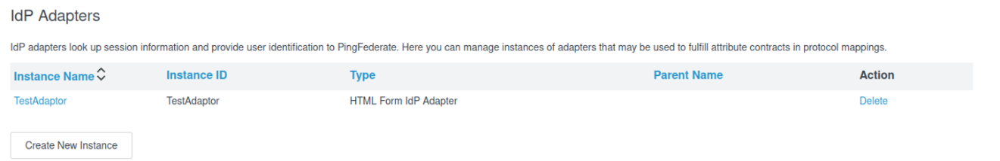 IdP Adapters
IdP adapters look up session information and provide user identification to PingFederate. Here you can manage instances of adapters that may be used to fulfill attribute contracts in protocol mappings.
Instance Name Instance ID Type Parent Name Action
TestAdaptor TestAdaptor HTML Form IdP Adapter Delete
Create New Instance